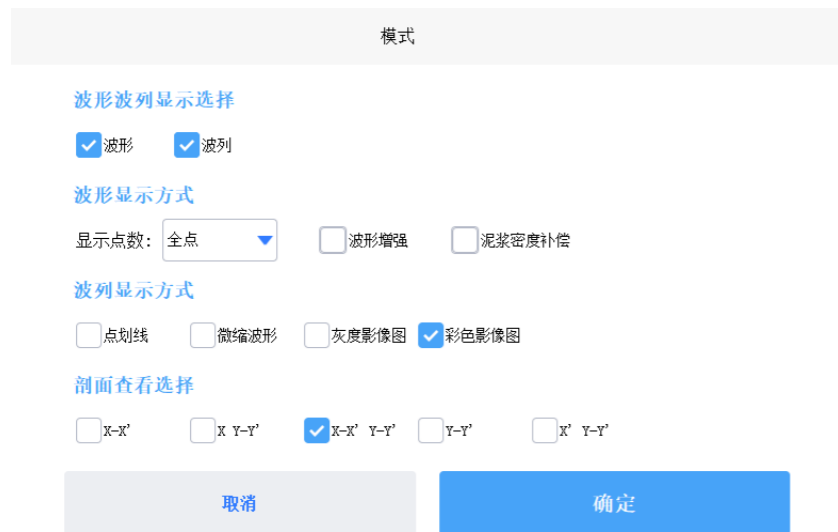 模式
波形波列显示选择
波形 波列
波形显示方式
显示点数: 全点 波形增强 泥浆密度补偿
波列显示方式
点划线 微缩波形 灰度影像图 彩色影像图
剖面查看选择
X-X' X Y-Y' X-X' Y-Y' Y-Y' X' Y-Y'
取消 确定